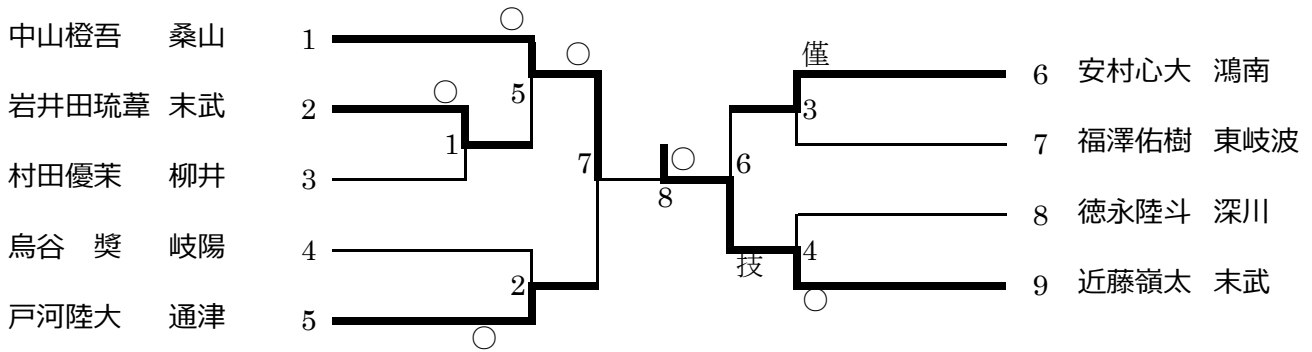 中山橙吾 桑山 1
岩井田琉葦 末武 2
村田優茉 柳井 3
烏谷 奬 岐陽 4
戸河陸大 通津 5
○
○
○
○
5
1
7
2
○
8
6
僅
3
4
技
○
6 安村心大 鴻南
7 福澤佑樹 東岐波
8 徳永陸斗 深川
9 近藤嶺太 末武